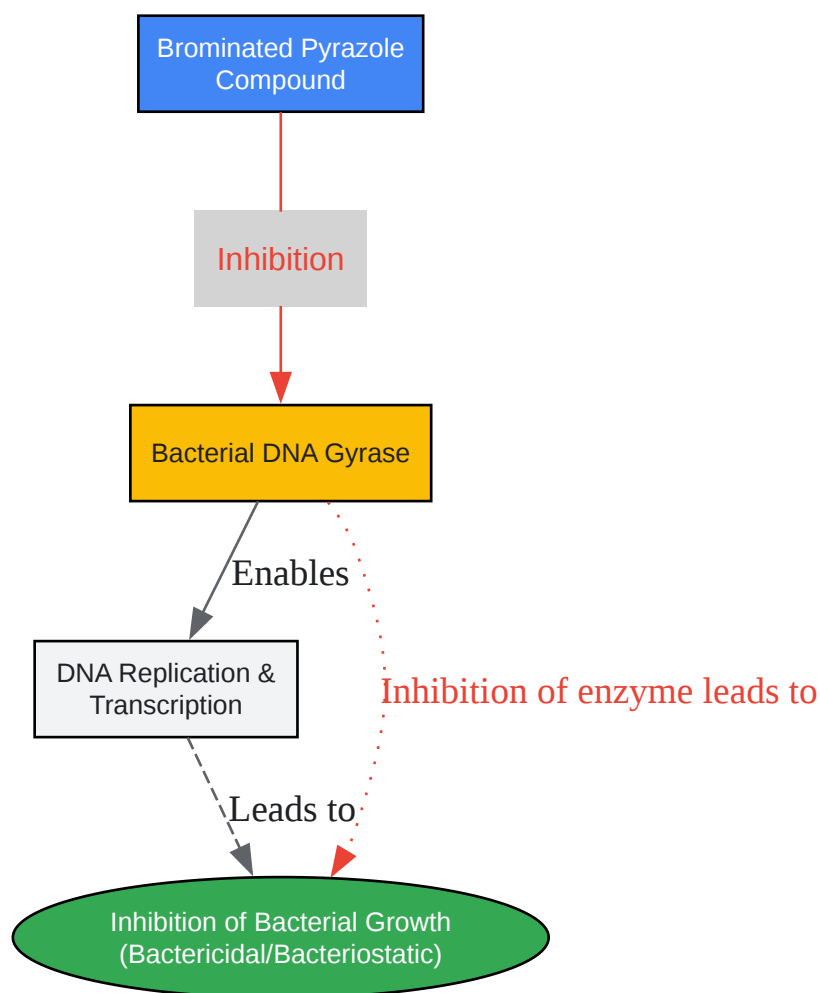 Brominated Pyrazole
Compound
Inhibition
Bacterial DNA Gyrase
Enables
DNA Replication &
Transcription
Inhibition of enzyme leads to
Leads to
Inhibition of Bacterial Growth
(Bactericidal/Bacteriostatic)